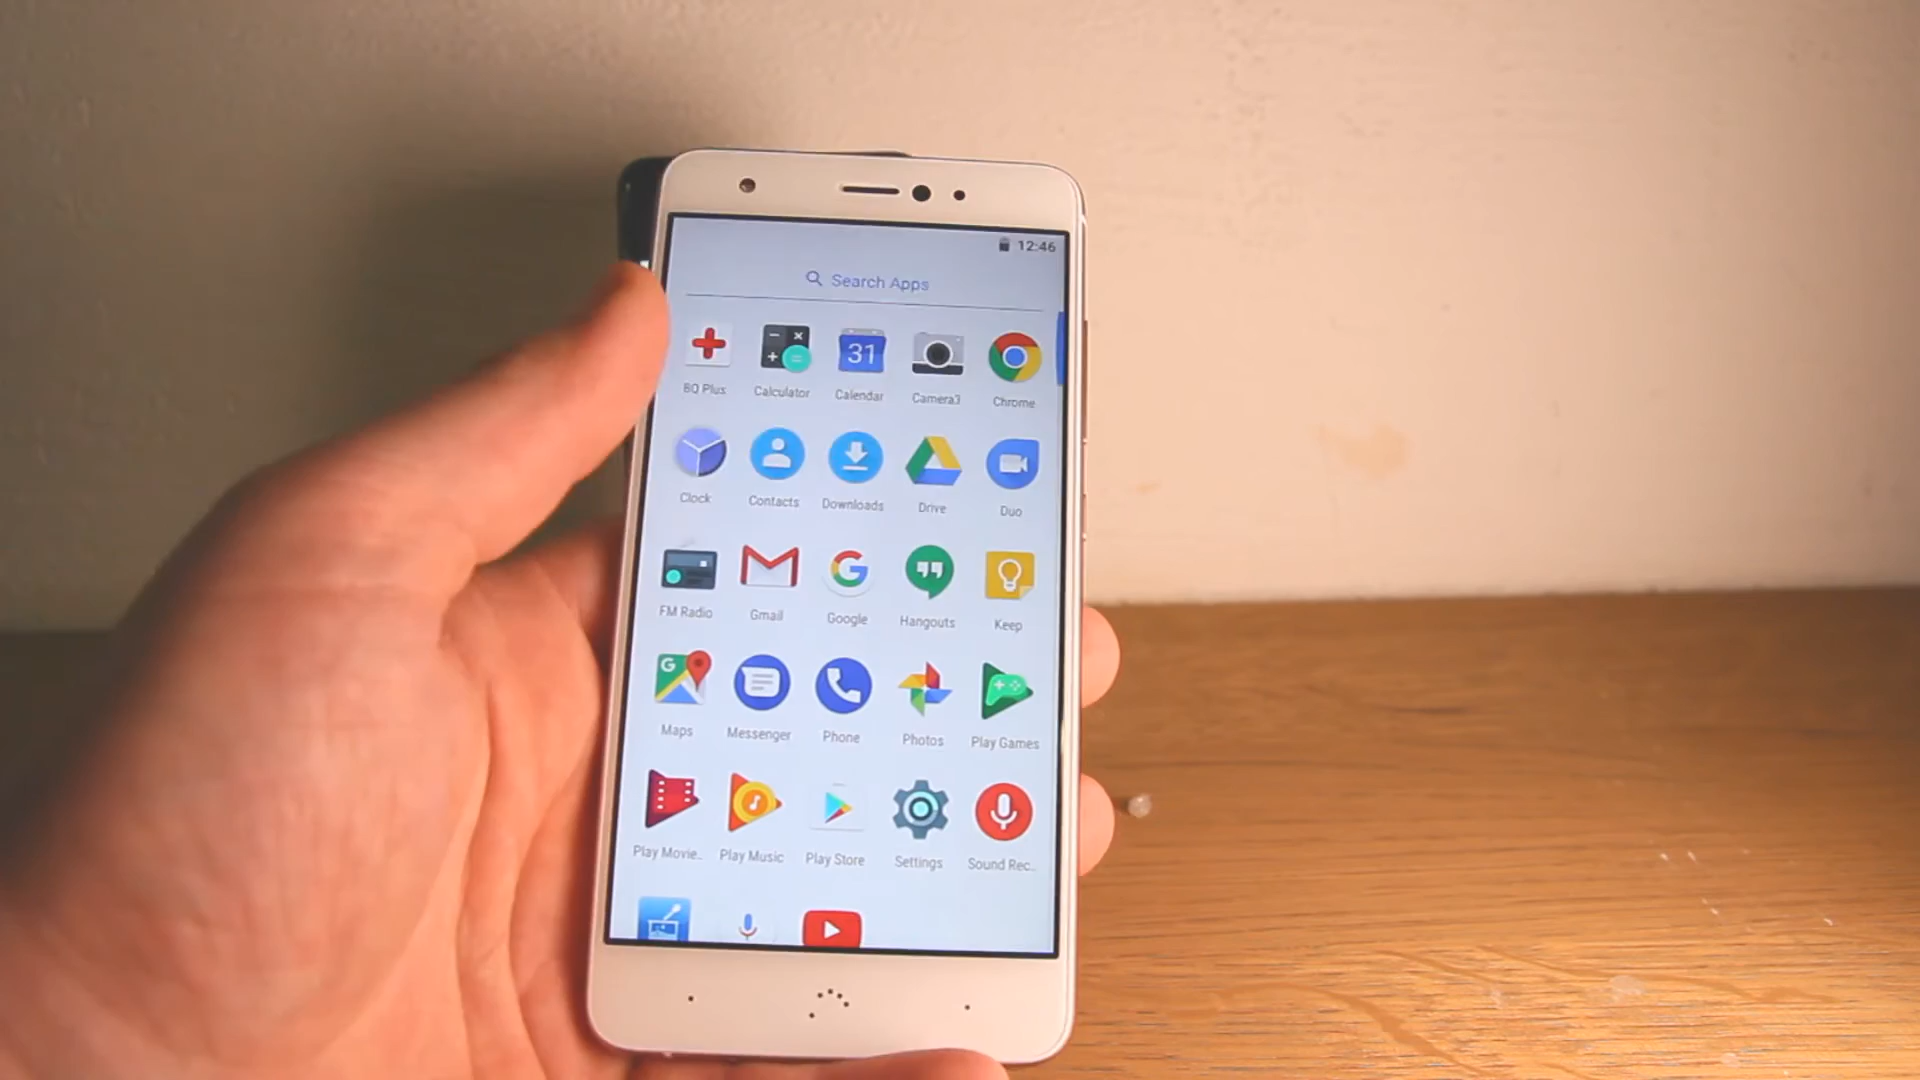 12:46
Search Apps
BQ Plus Calculator Calendar Camera3 Chrome
31
Clock Contacts Downloads Drive Duo
FM Radio Gmail Google Hangouts Keep
G
Maps Messenger Phone Photos Play Games
Play Movie.. Play Music Play Store Settings Sound Rec..